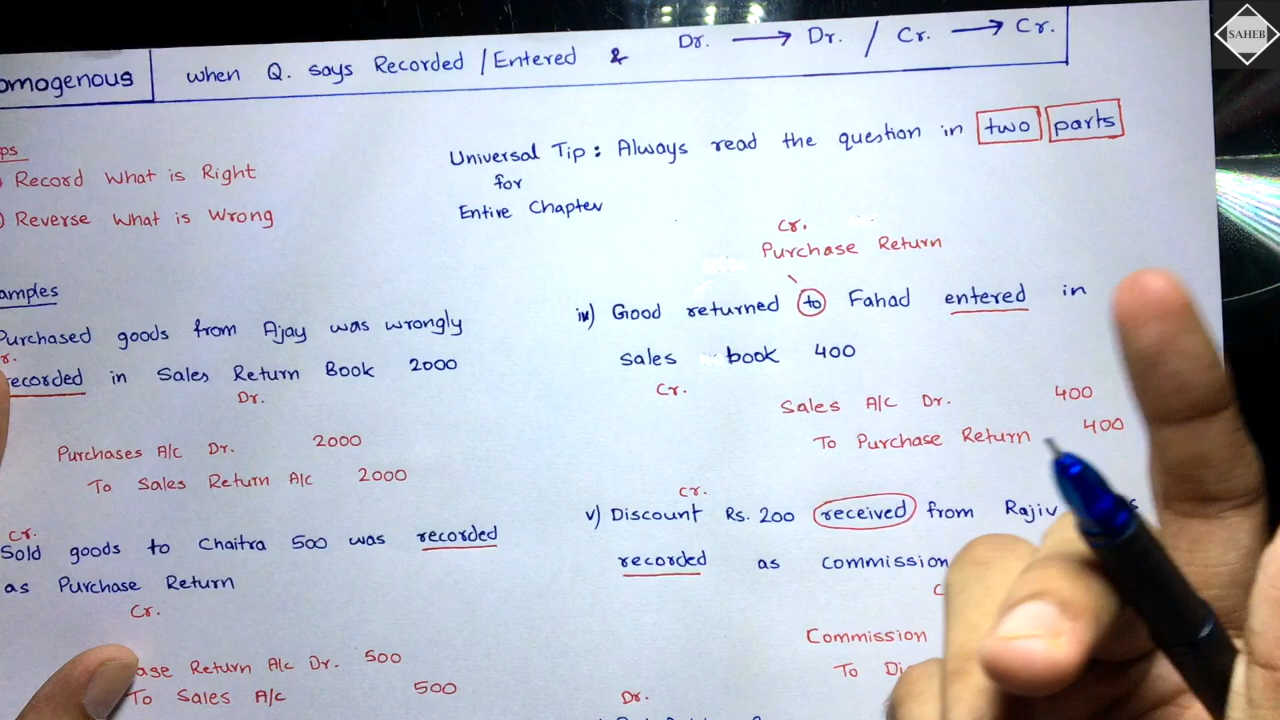 SAHEB
omogenous when Q. says Recorded / Entered & Dr. → Dr. / Cr. → Cr.
ps
) Record what is Right
) Reverse what is Wrong
Universal Tip : Always read the question in two parts
for
Entire Chapter
amples
Purchased goods from Ajay was wrongly
r.
recorded in Sales Return Book 2000
Dr.
Purchases A/c Dr. 2000
To Sales Return A/c 2000
Cr.
Sold goods to Chaitra 500 was recorded
as Purchase Return
Cr.
ase Return A/c Dr. 500
To Sales A/c 500
Cr.
Purchase Return
iv) Good returned to Fahad entered in
sales book 400
Cr.
Sales A/c Dr. 400
To Purchase Return 400
Cr.
v) Discount Rs. 200 received from Rajiv s
recorded as commission
C
Commission
To Di
Dr.